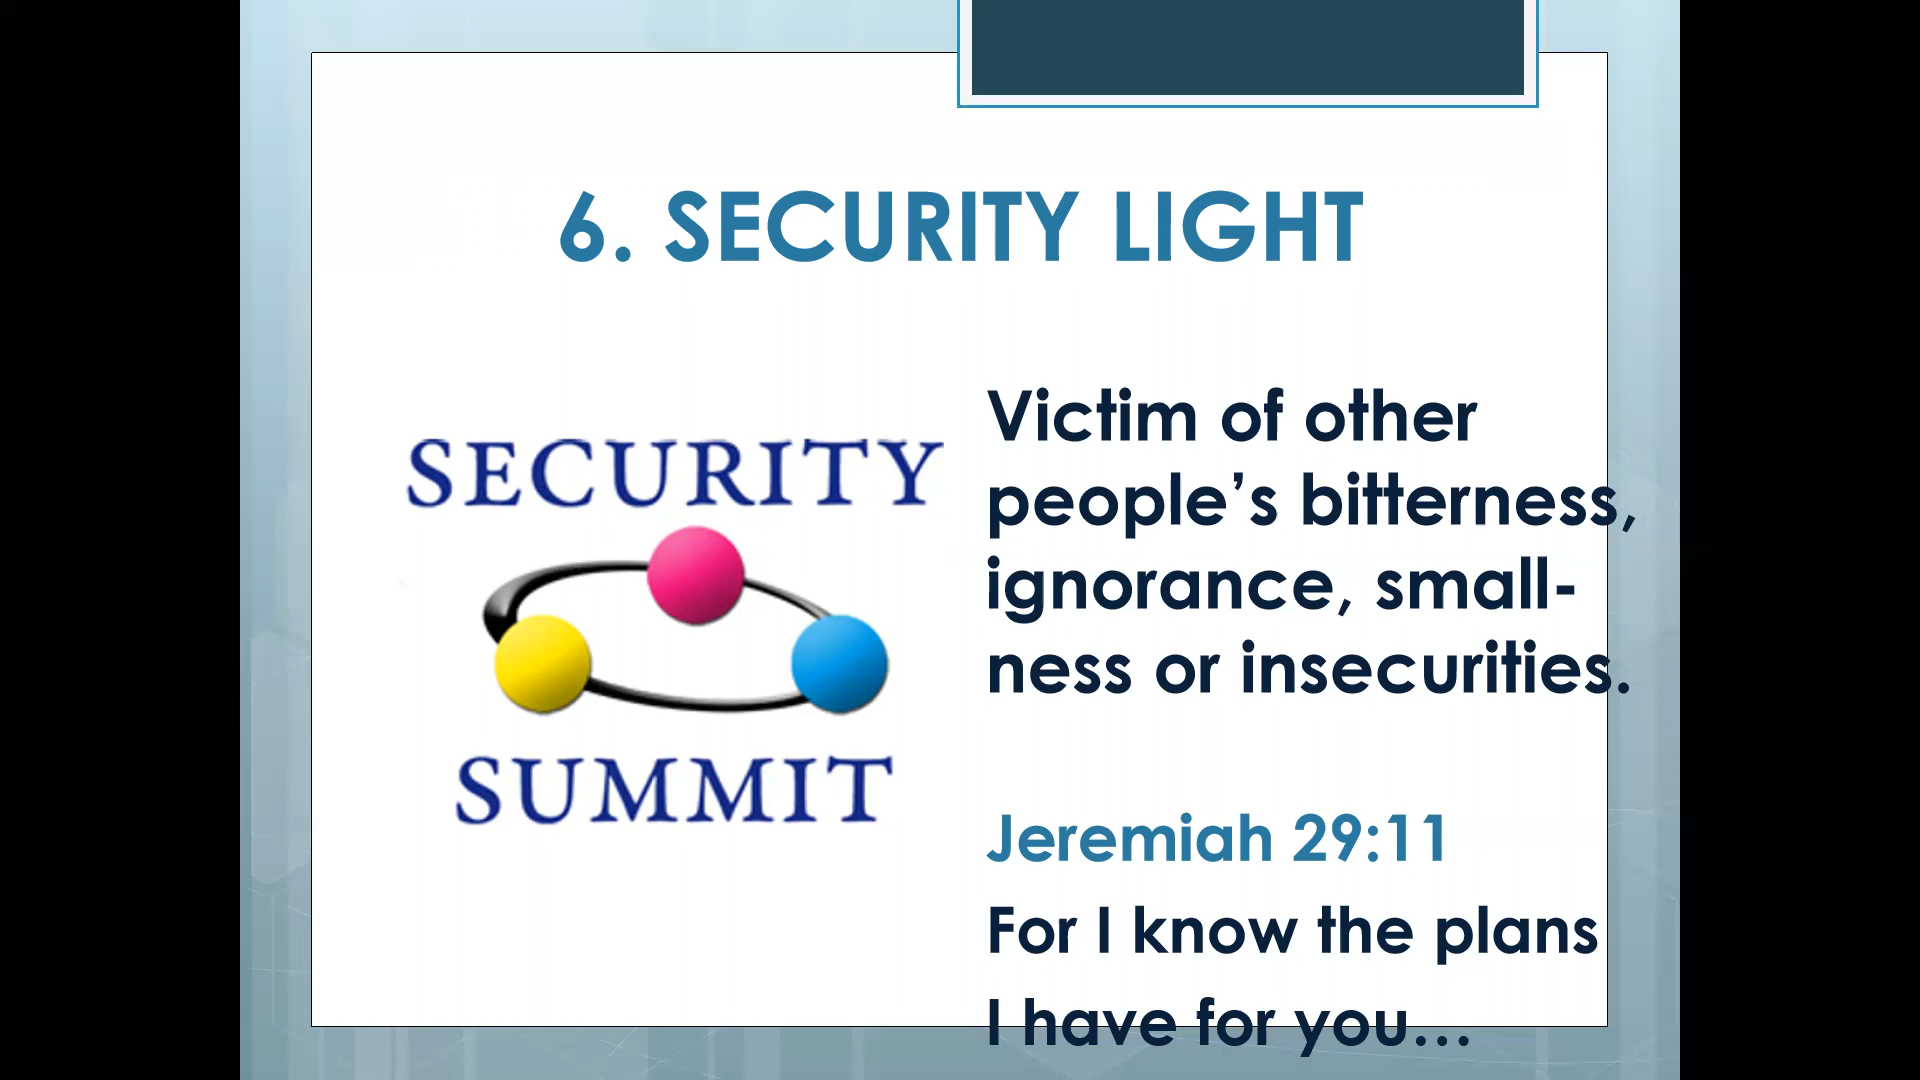 6. SECURITY LIGHT
SECURITY
SUMMIT
Victim of other
people’s bitterness,
ignorance, small-
ness or insecurities.
Jeremiah 29:11
For I know the plans
I have for you…